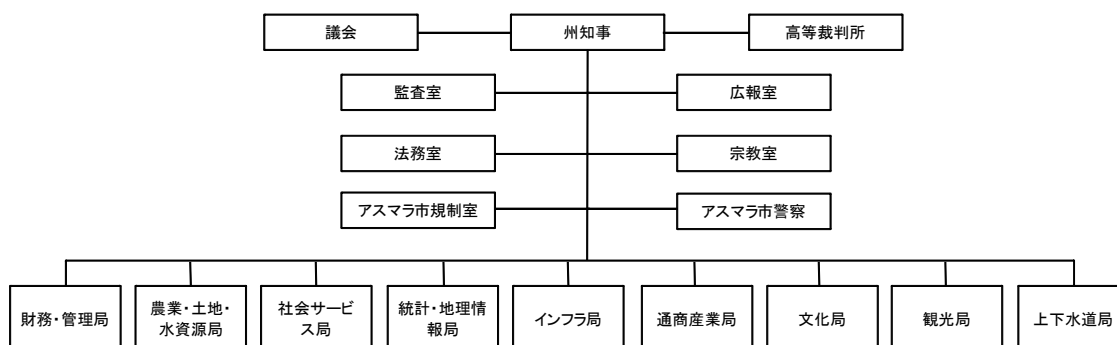 議会
州知事
高等裁判所
監査室
広報室
法務室
宗教室
アスマラ市規制室
アスマラ市警察
財務・管理局
農業・土地・
水資源局
社会サービ
ス局
統計・地理情
報局
インフラ局
通商産業局
文化局
観光局
上下水道局